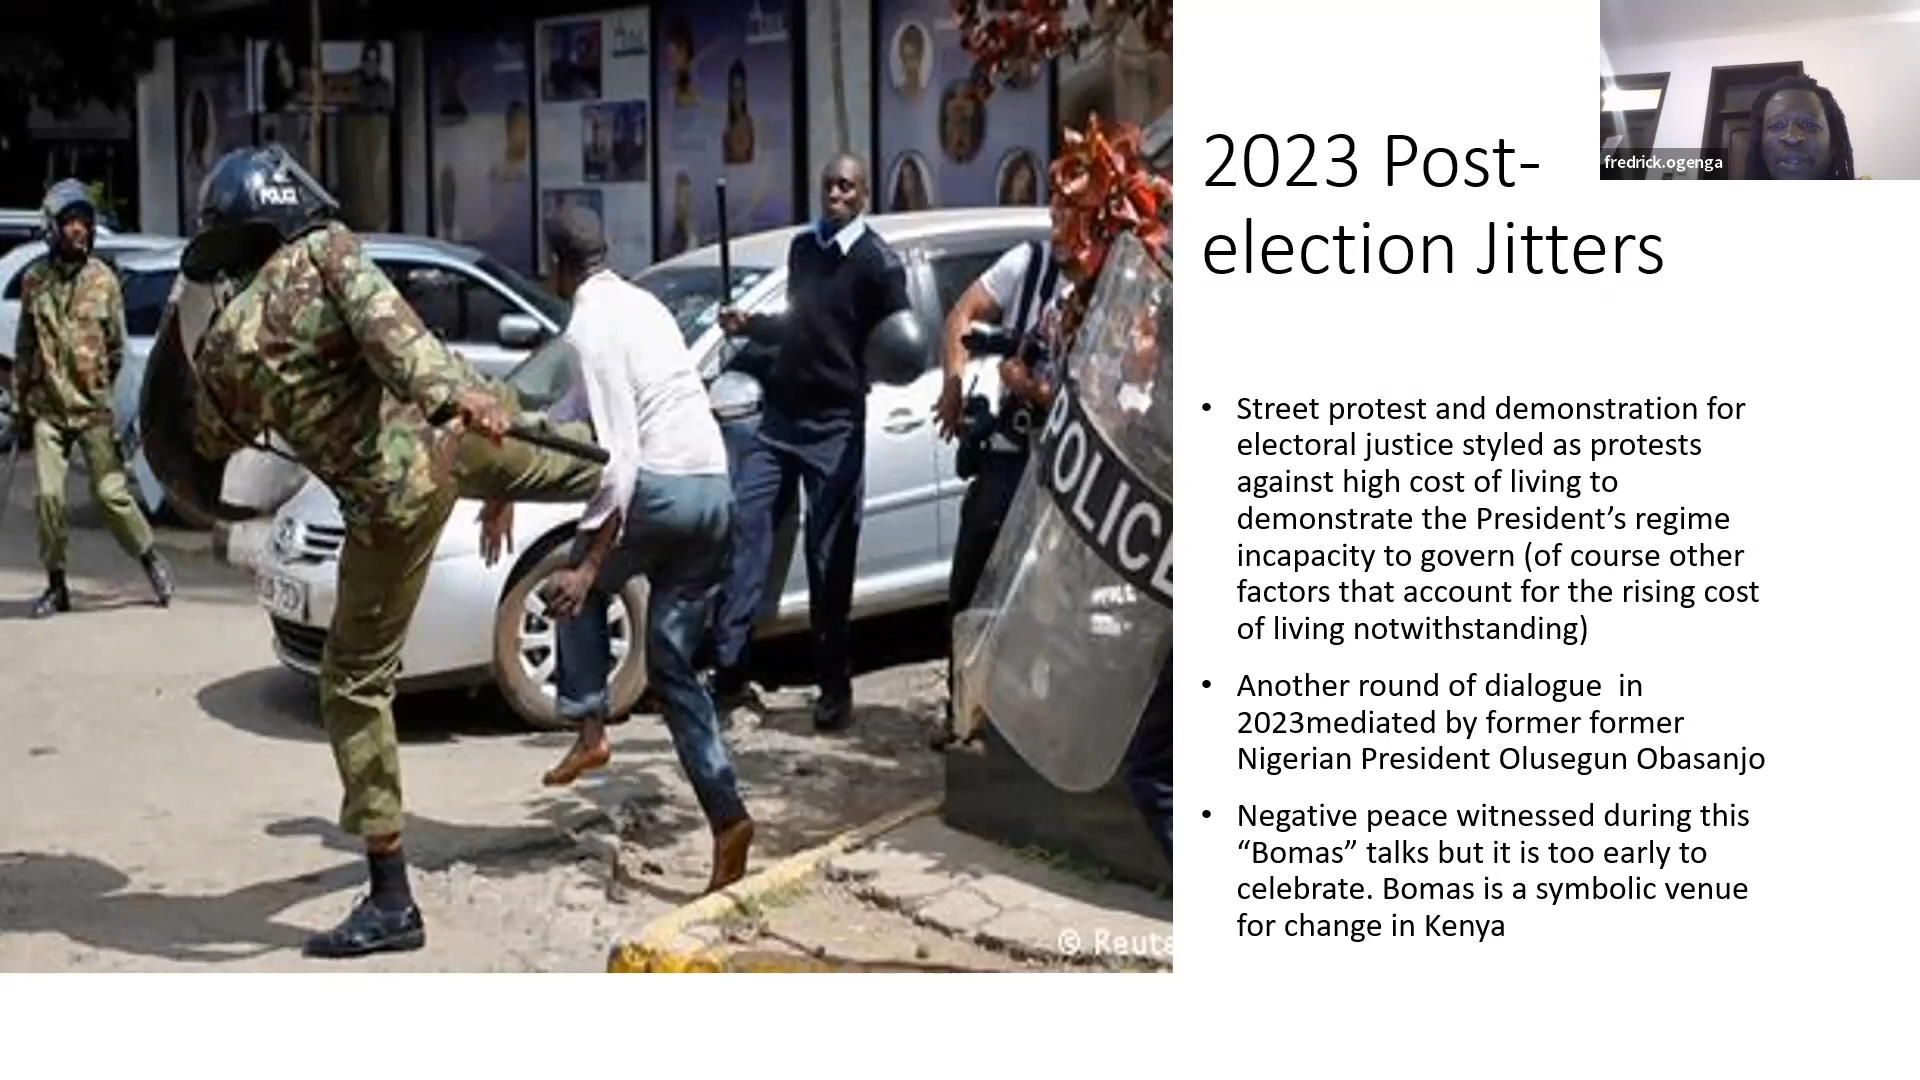 2023 Post-
election Jitters
fredrick.ogenga
• Street protest and demonstration for
electoral justice styled as protests
against high cost of living to
demonstrate the President’s regime
incapacity to govern (of course other
factors that account for the rising cost
of living notwithstanding)
• Another round of dialogue  in
2023mediated by former former
Nigerian President Olusegun Obasanjo
• Negative peace witnessed during this
“Bomas” talks but it is too early to
celebrate. Bomas is a symbolic venue
for change in Kenya
POLICE
POLICE
© Reute